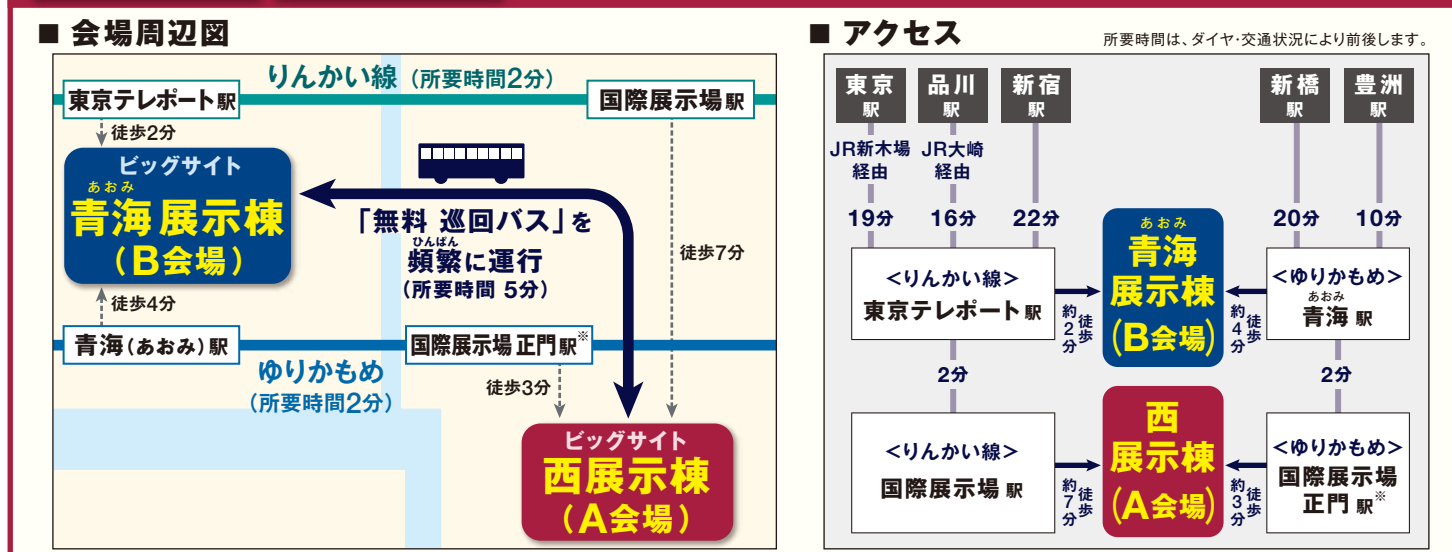 ■ 会場周辺図
りんかい線（所要時間2分）
東京テレポート駅
国際展示場駅
徒歩2分
ビッグサイト
あおみ
青海展示棟
（B会場）
「無料 巡回バス」を
ひんぱん
頻繁に運行
（所要時間 5分）
徒歩7分
徒歩4分
青海（あおみ）駅
国際展示場正門駅※
ゆりかもめ
（所要時間2分）
徒歩3分
ビッグサイト
西展示棟
（A会場）
■ アクセス
所要時間は、ダイヤ・交通状況により前後します。
東京
駅
品川
駅
新宿
駅
新橋
駅
豊洲
駅
JR新木場
経由
JR大崎
経由
19分
16分
22分
20分
10分
＜りんかい線＞
東京テレポート駅
徒歩
約2分
あおみ
青海
展示棟
（B会場）
徒歩
約4分
＜ゆりかもめ＞
あおみ
青海 駅
2分
2分
＜りんかい線＞
国際展示場 駅
徒歩
約7分
西
展示棟
（A会場）
徒歩
約3分
＜ゆりかもめ＞
国際展示場
正門 駅※